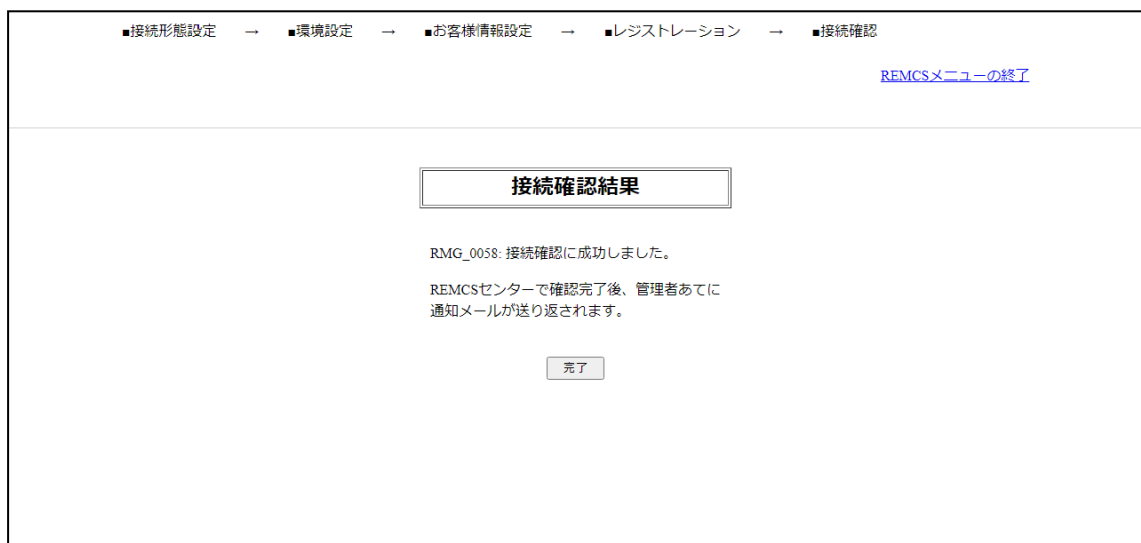 ■接続形態設定 → ■環境設定 → ■お客様情報設定 → ■レジストレーション → ■接続確認
REMCSメニューの終了
接続確認結果
RMG_0058: 接続確認に成功しました。
REMCSセンターで確認完了後、管理者あてに
通知メールが送り返されます。
完了